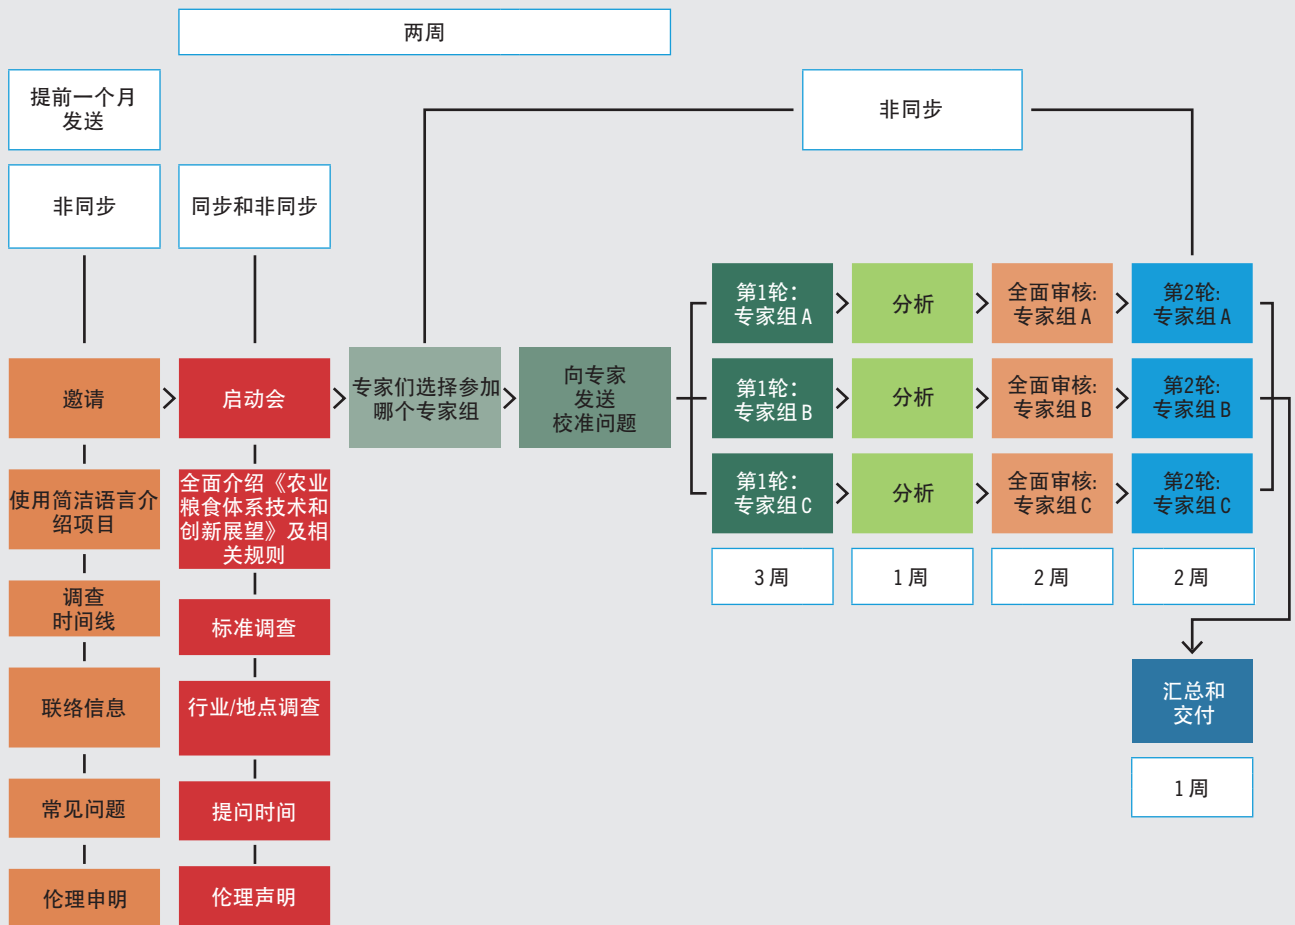 两周
提前一个月
发送
非同步
非同步
同步和非同步
邀请
启动会
专家们选择参加
哪个专家组
向专家
发送
校准问题
第1轮:
专家组 A
分析
全面审核:
专家组 A
第2轮:
专家组 A
第1轮:
专家组 B
分析
全面审核:
专家组 B
第2轮:
专家组 B
第1轮:
专家组 C
分析
全面审核:
专家组 C
第2轮:
专家组 C
3 周
1 周
2 周
2 周
使用简洁语言介
绍项目
调查
时间线
联络信息
常见问题
伦理申明
全面介绍《农业
粮食体系技术和
创新展望》及相
关规则
标准调查
行业/地点调查
提问时间
伦理声明
汇总和
交付
1 周